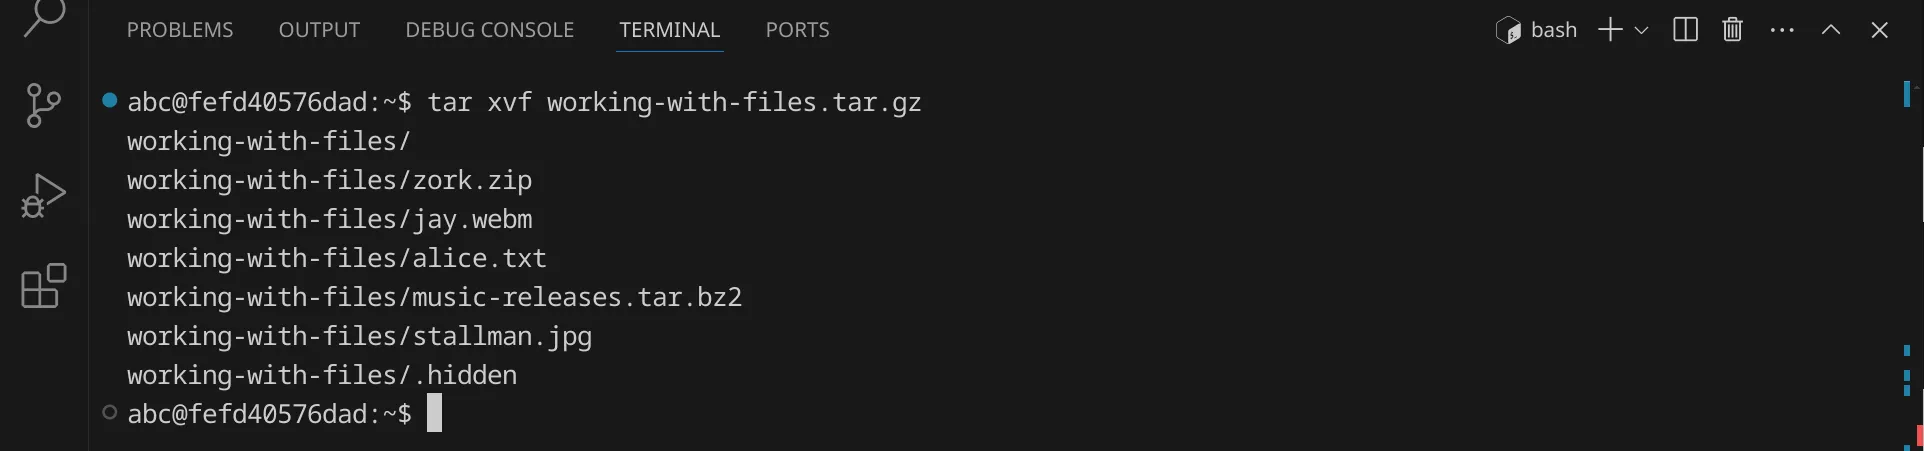 PROBLEMS OUTPUT DEBUG CONSOLE TERMINAL PORTS bash
abc@fefd40576dad:~$ tar xvf working-with-files.tar.gz
working-with-files/
working-with-files/zork.zip
working-with-files/jay.webm
working-with-files/alice.txt
working-with-files/music-releases.tar.bz2
working-with-files/stallman.jpg
working-with-files/.hidden
abc@fefd40576dad:~$